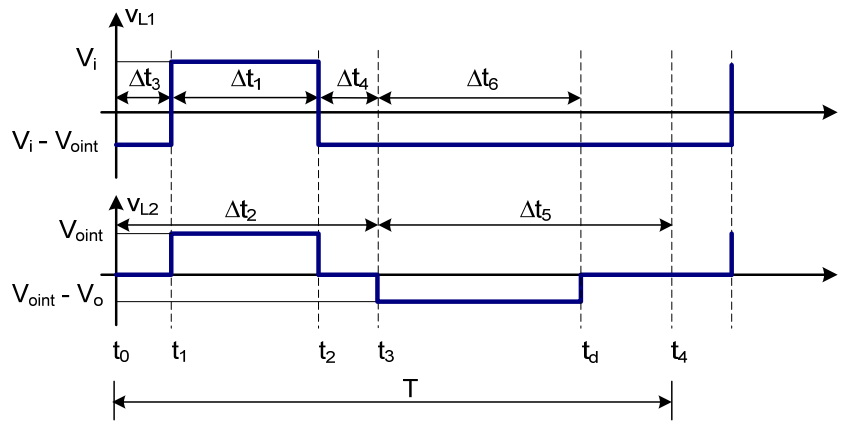 vL1
Vi
Δt3 Δt1 Δt4 Δt6
Vi - Voint
vL2
Δt2 Δt5
Voint
Voint - Vo
t0 t1 t2 t3 td t4
T